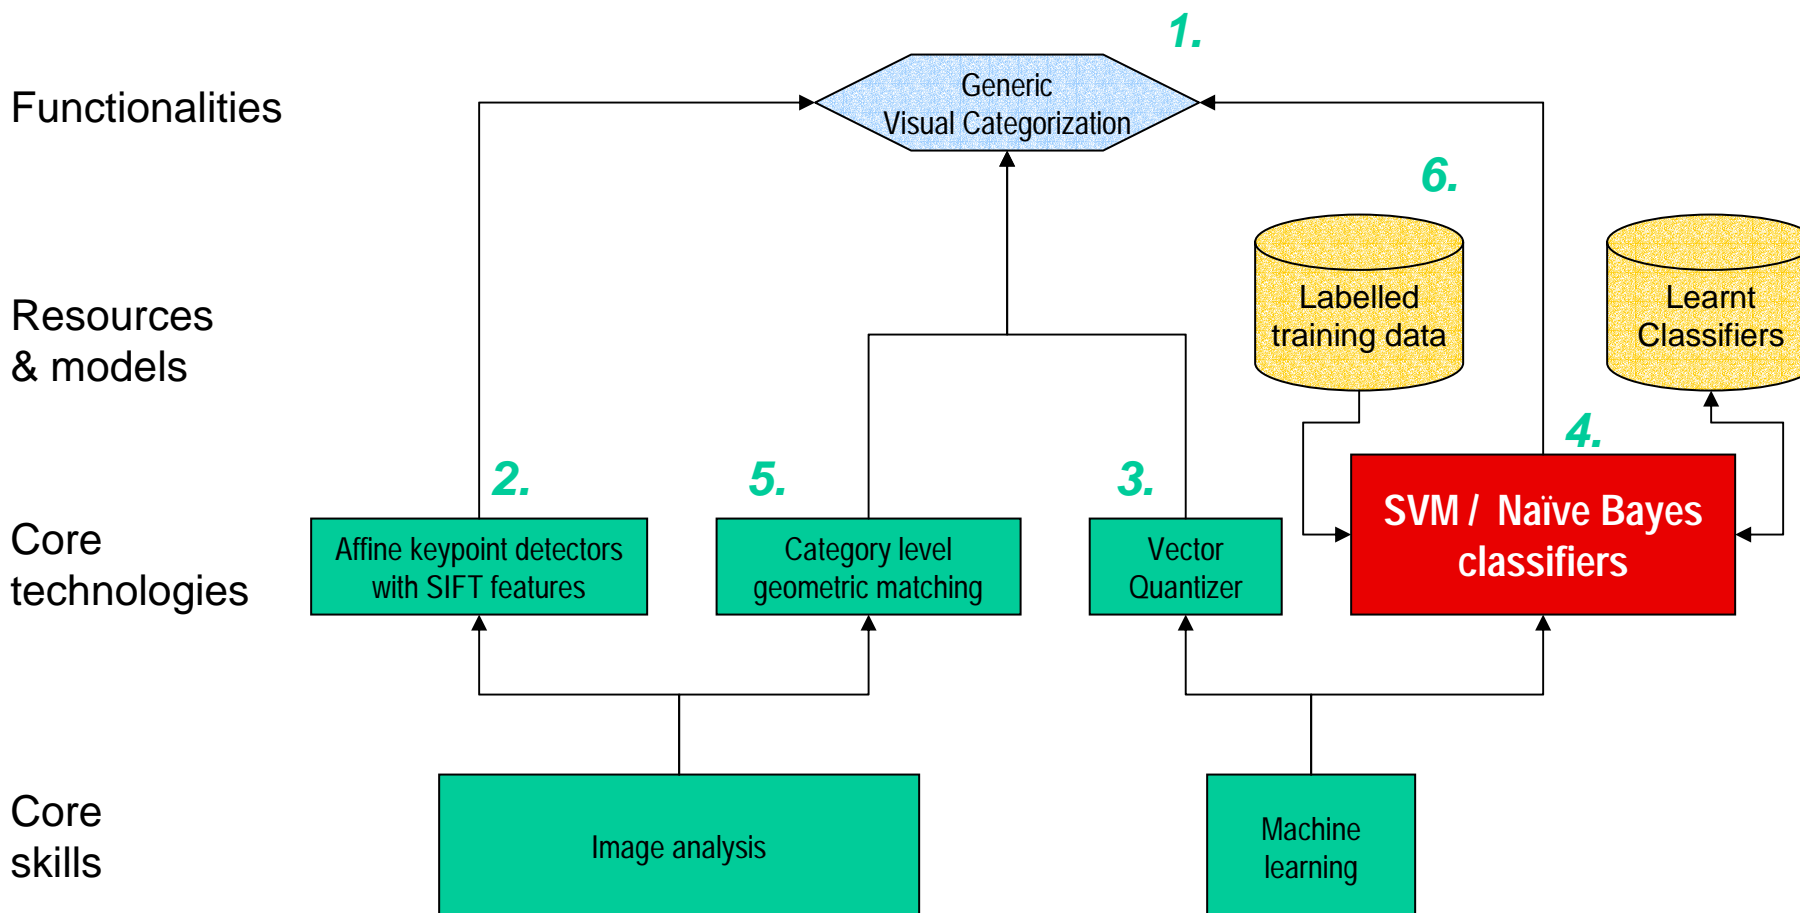 1.
Functionalities
Generic
Visual Categorization
6.
Resources
& models
Labelled
training data
Learnt
Classifiers
2.
5.
3.
4.
Core
technologies
Affine keypoint detectors
with SIFT features
Category level
geometric matching
Vector
Quantizer
SVM / Naïve Bayes
classifiers
Core
skills
Image analysis
Machine
learning